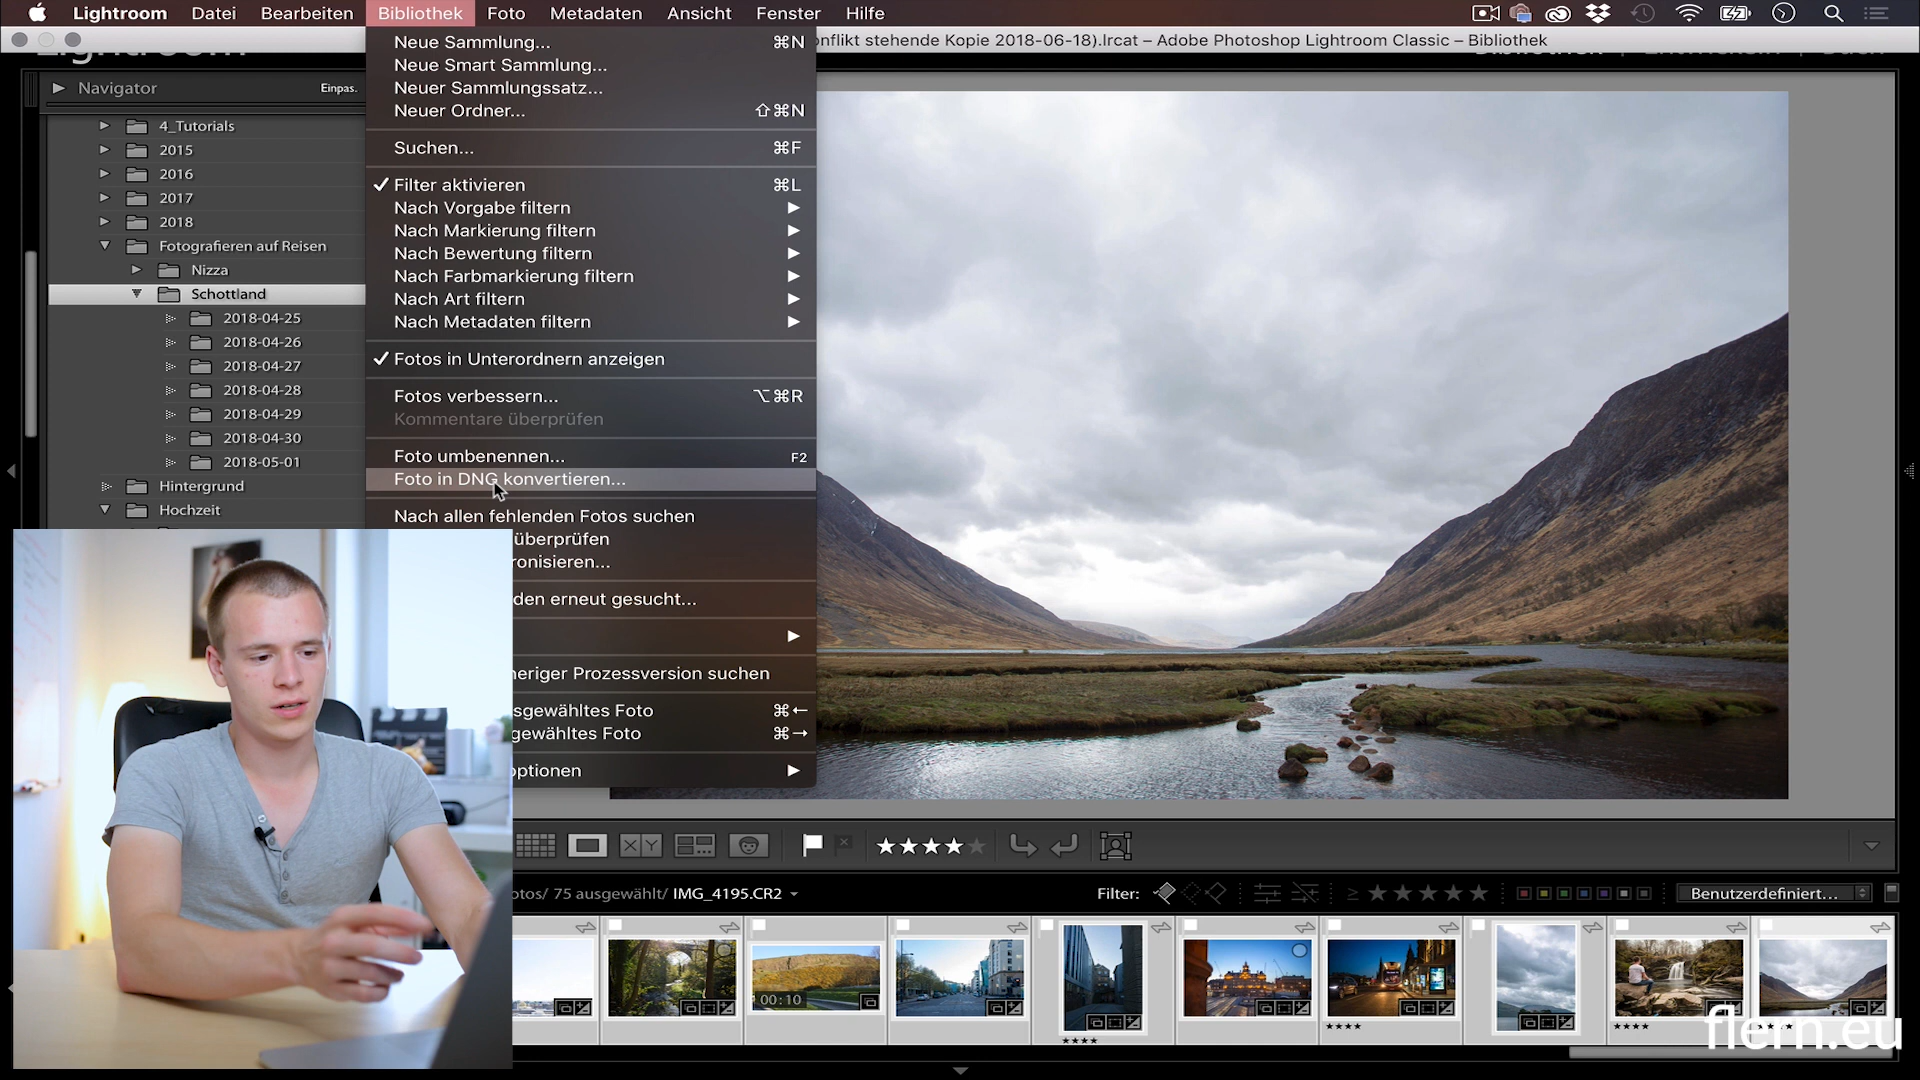 Lightroom Datei Bearbeiten Bibliothek Foto Metadaten Ansicht Fenster Hilfe
onflikt stehende Kopie 2018-06-18).lrcat – Adobe Photoshop Lightroom Classic – Bibliothek
Navigator Einpas.
4_Tutorials
2015
2016
2017
2018
Fotografieren auf Reisen
Nizza
Schottland
2018-04-25
2018-04-26
2018-04-27
2018-04-28
2018-04-29
2018-04-30
2018-05-01
Hintergrund
Hochzeit
Neue Sammlung... ⌘N
Neue Smart Sammlung...
Neuer Sammlungssatz...
Neuer Ordner... ⇧⌘N
Suchen... ⌘F
✓ Filter aktivieren ⌘L
Nach Vorgabe filtern ▶
Nach Markierung filtern ▶
Nach Bewertung filtern ▶
Nach Farbmarkierung filtern ▶
Nach Art filtern ▶
Nach Metadaten filtern ▶
✓ Fotos in Unterordnern anzeigen
Fotos verbessern... ⌥⌘R
Kommentare überprüfen
Foto umbenennen... F2
Foto in DNG konvertieren...
Nach allen fehlenden Fotos suchen
überprüfen
ronisieren...
den erneut gesucht...
heriger Prozessversion suchen
sgewähltes Foto ⌘←
gewähltes Foto ⌘→
optionen ▶
XY
otos/ 75 ausgewählt/ IMG_4195.CR2
Filter: ≥ ★★★★★ Benutzerdefiniert...
00:10
flern.eu